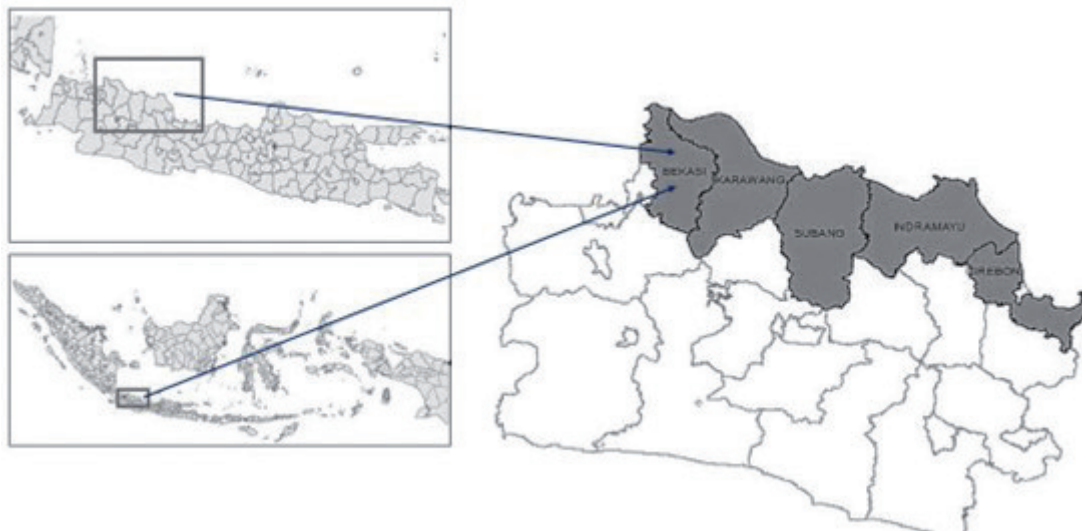 BEKASI
KARAWANG
SUBANG
INDRAMAYU
CIREBON